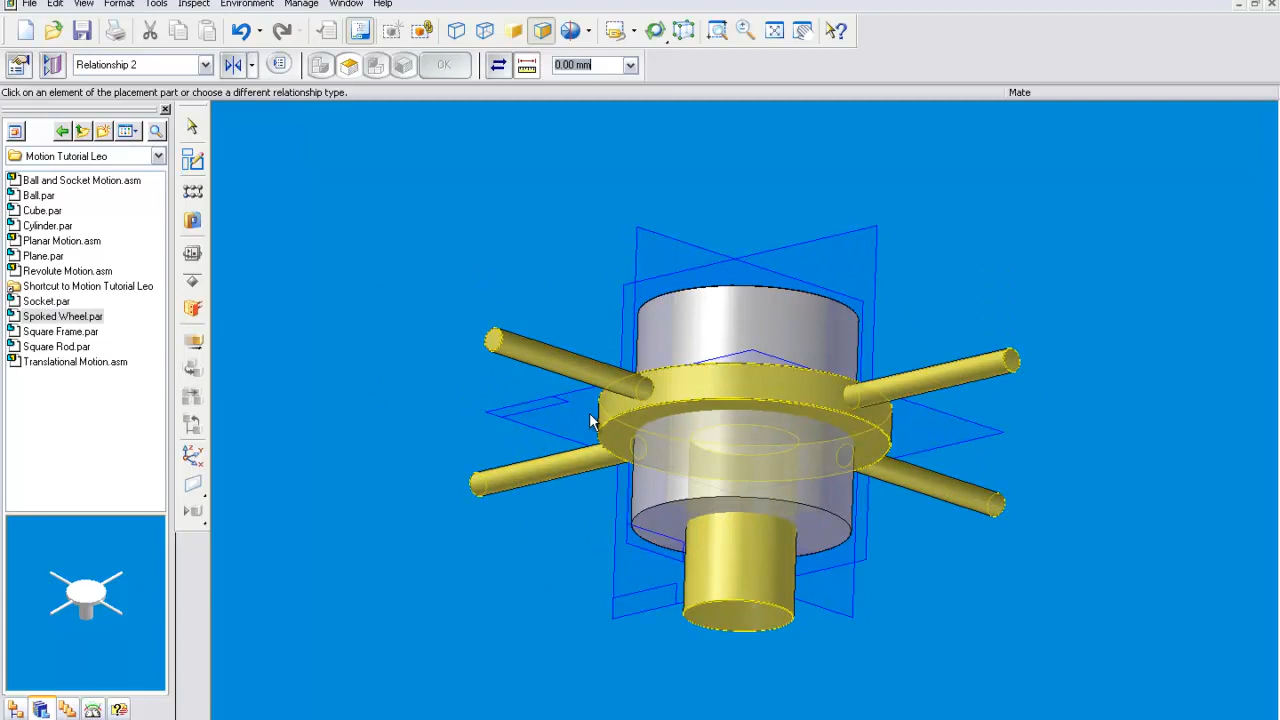 File Edit View Format Tools Inspect Environment Manage Window Help
Relationship 2
OK
0.00 mm
Click on an element of the placement part or choose a different relationship type.
Mate
Motion Tutorial Leo
Ball and Socket Motion.asm
Ball.par
Cube.par
Cylinder.par
Planar Motion.asm
Plane.par
Revolute Motion.asm
Shortcut to Motion Tutorial Leo
Socket.par
Spoked Wheel.par
Square Frame.par
Square Rod.par
Translational Motion.asm